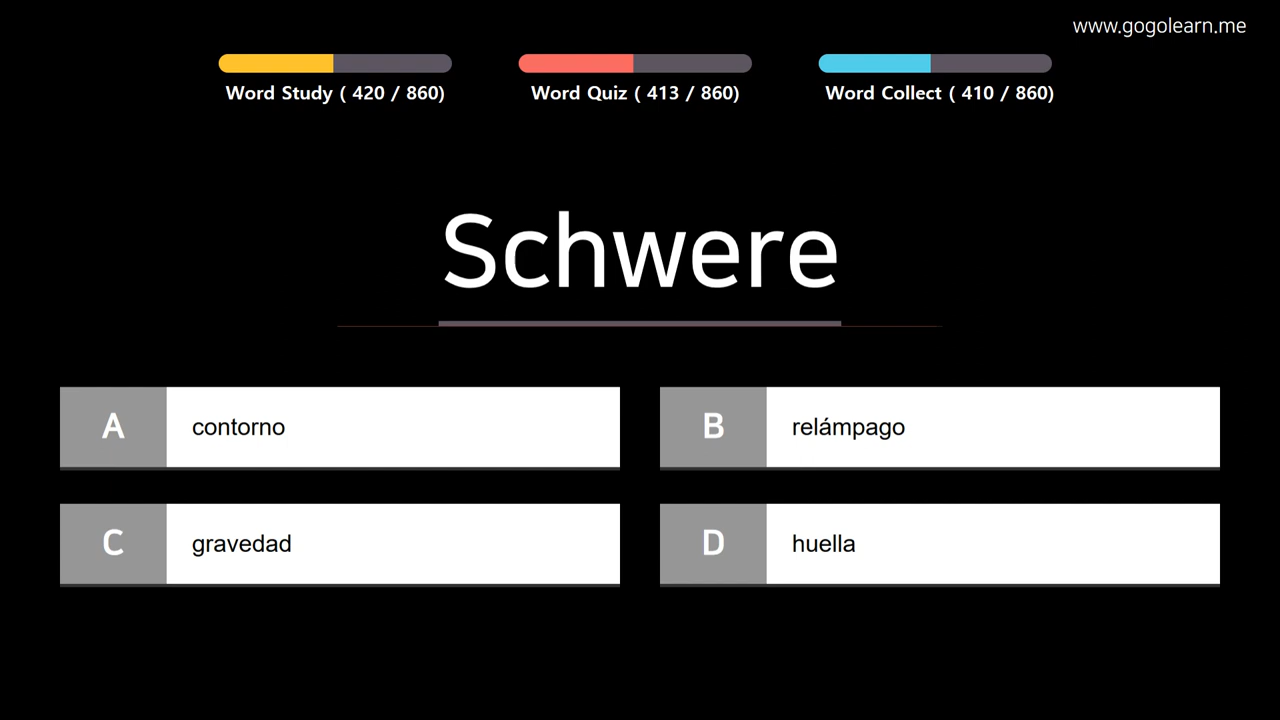 www.gogolearn.me
Word Study ( 420 / 860)
Word Quiz ( 413 / 860)
Word Collect ( 410 / 860)
Schwere
A contorno
B relámpago
C gravedad
D huella